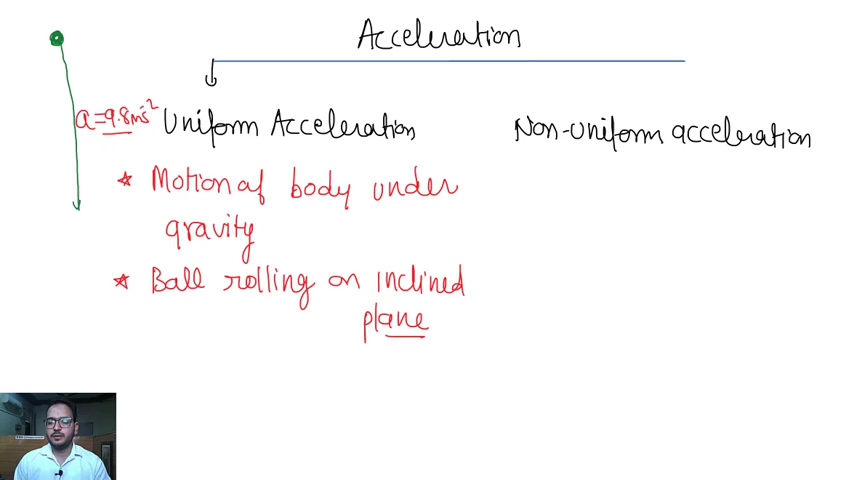 Acceleration
a=9.8ms⁻²
Uniform Acceleration
Non-uniform acceleration
* Motion of body under
gravity
* Ball rolling on inclined
plane